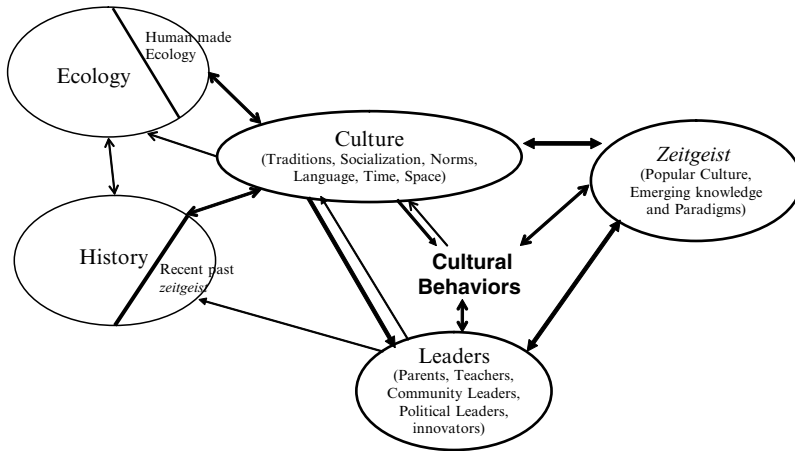 Human made
Ecology
Ecology
Culture
(Traditions, Socialization, Norms,
Language, Time, Space)
Zeitgeist
(Popular Culture,
Emerging knowledge
and Paradigms)
History
Recent past
zeitgeist
Cultural
Behaviors
Leaders
(Parents, Teachers,
Community Leaders,
Political Leaders,
innovators)